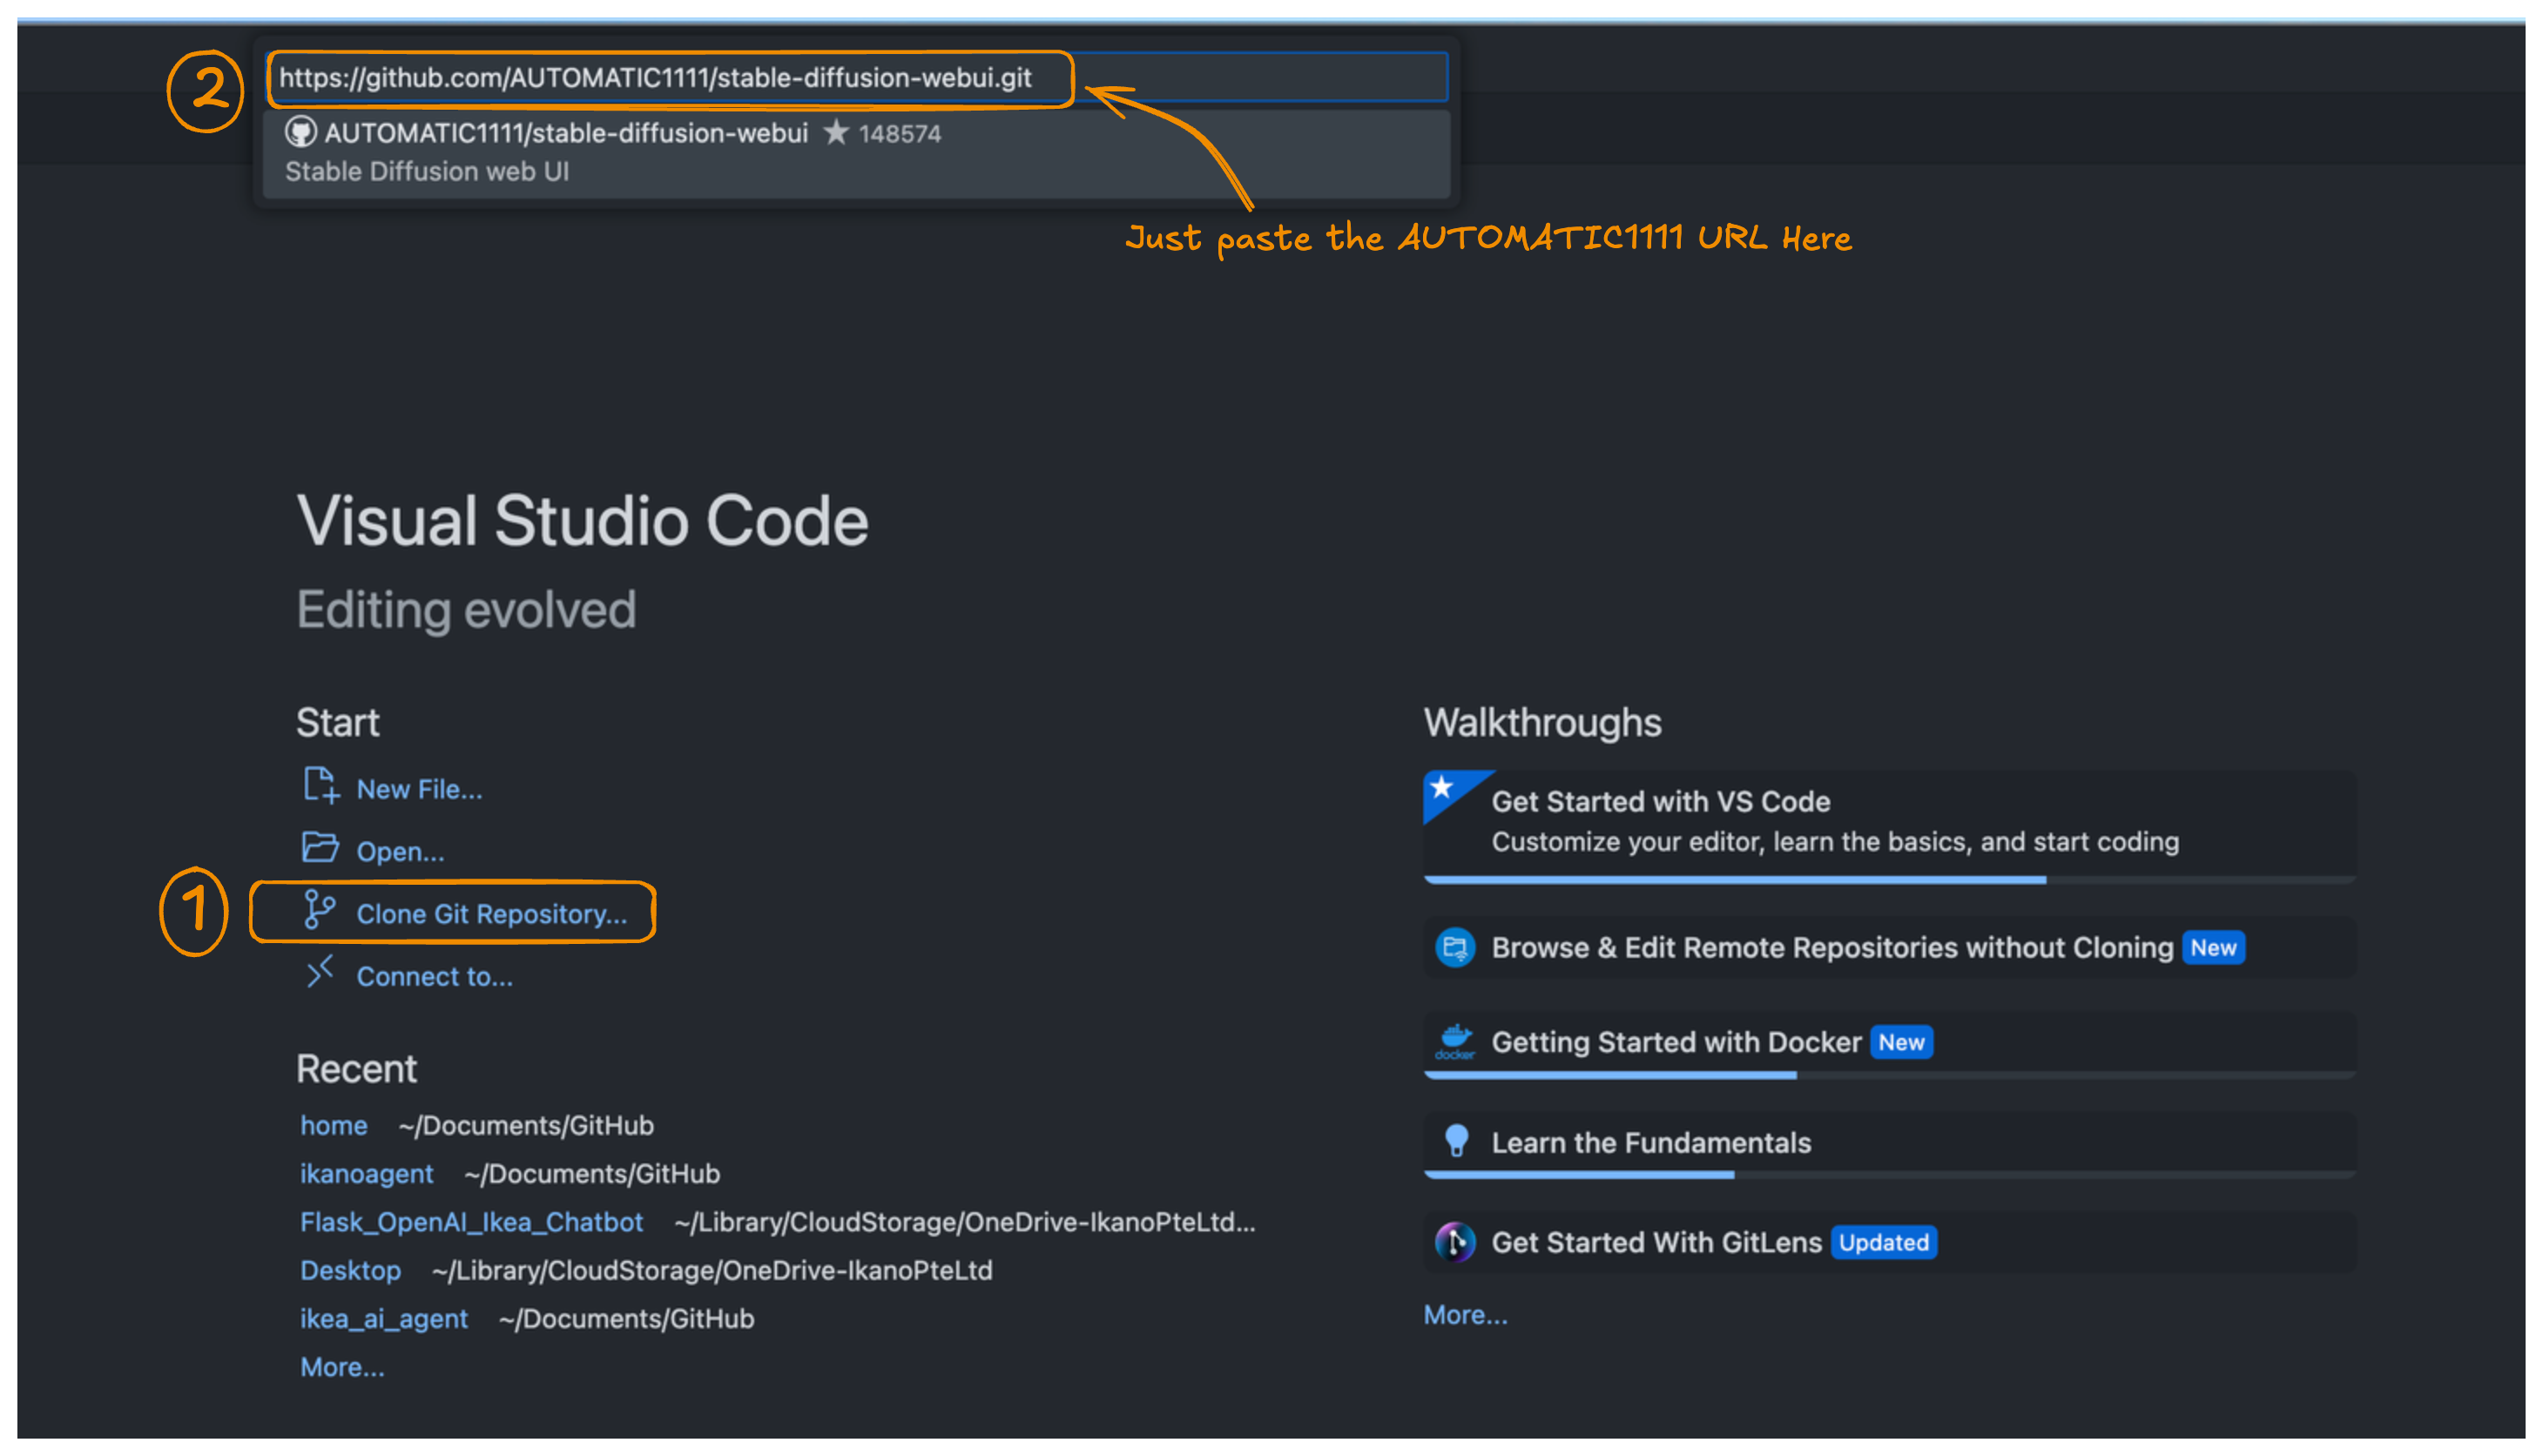 2
https://github.com/AUTOMATIC1111/stable-diffusion-webui.git
AUTOMATIC1111/stable-diffusion-webui ★ 148574
Stable Diffusion web UI
Just paste the AUTOMATIC1111 URL Here
Visual Studio Code
Editing evolved
Start
New File...
Open...
1
Clone Git Repository...
Connect to...
Recent
home ~/Documents/GitHub
ikanoagent ~/Documents/GitHub
Flask_OpenAI_Ikea_Chatbot ~/Library/CloudStorage/OneDrive-IkanoPteLtd...
Desktop ~/Library/CloudStorage/OneDrive-IkanoPteLtd
ikea_ai_agent ~/Documents/GitHub
More...
Walkthroughs
Get Started with VS Code
Customize your editor, learn the basics, and start coding
Browse & Edit Remote Repositories without Cloning New
docker
Getting Started with Docker New
Learn the Fundamentals
Get Started With GitLens Updated
More...